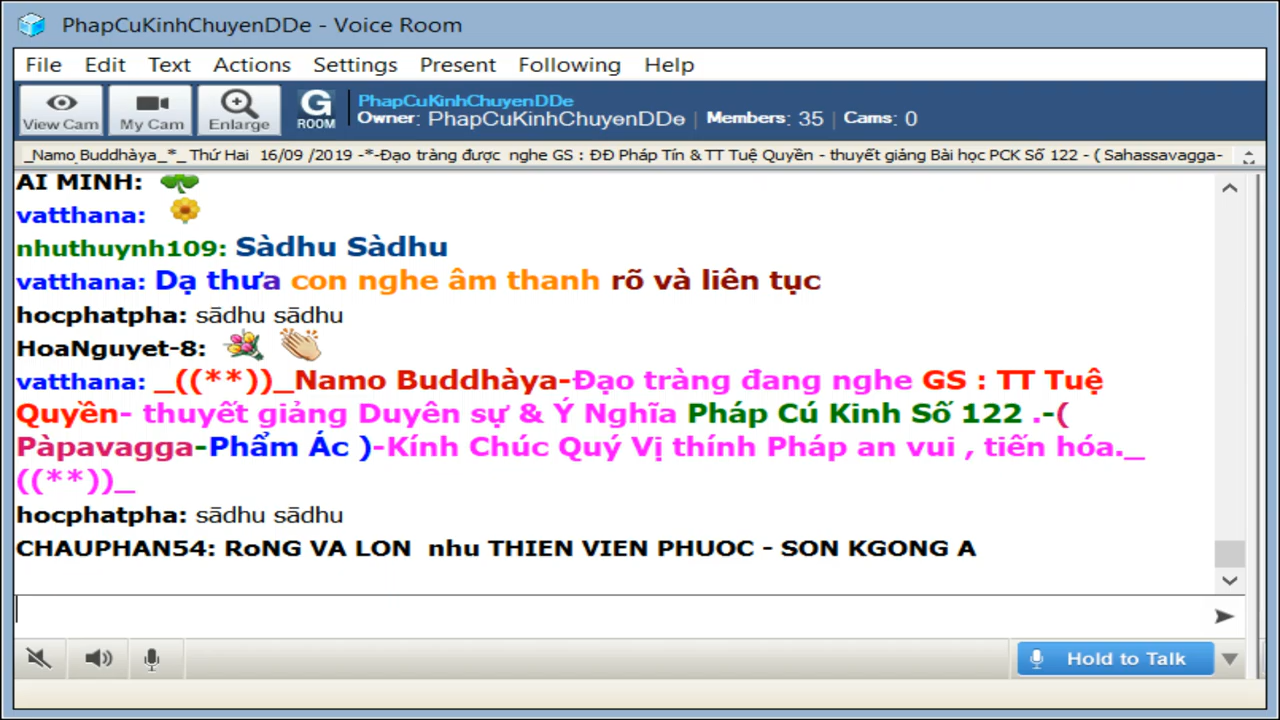 PhapCuKinhChuyenDDe - Voice Room
File Edit Text Actions Settings Present Following Help
View Cam My Cam Enlarge G ROOM
PhapCuKinhChuyenDDe
Owner: PhapCuKinhChuyenDDe | Members: 35 | Cams: 0
_Namo_Buddhàya_*_ Thứ Hai 16/09 /2019 -*-Đạo tràng được nghe GS : ĐĐ Pháp Tín & TT Tuệ Quyền - thuyết giảng Bài học PCK Số 122 - ( Sahassavagga-
AI MINH:
vatthana:
nhuthuynh109: Sàdhu Sàdhu
vatthana: Dạ thưa con nghe âm thanh rõ và liên tục
hocphatpha: sādhu sādhu
HoaNguyet-8:
vatthana: _((**))_Namo Buddhàya-Đạo tràng đang nghe GS : TT Tuệ
Quyền- thuyết giảng Duyên sự & Ý Nghĩa Pháp Cú Kinh Số 122 .-(
Pàpavagga-Phẩm Ác )-Kính Chúc Quý Vị thính Pháp an vui , tiến hóa._
((**))_
hocphatpha: sādhu sādhu
CHAUPHAN54: RoNG VA LON nhu THIEN VIEN PHUOC - SON KGONG A
Hold to Talk